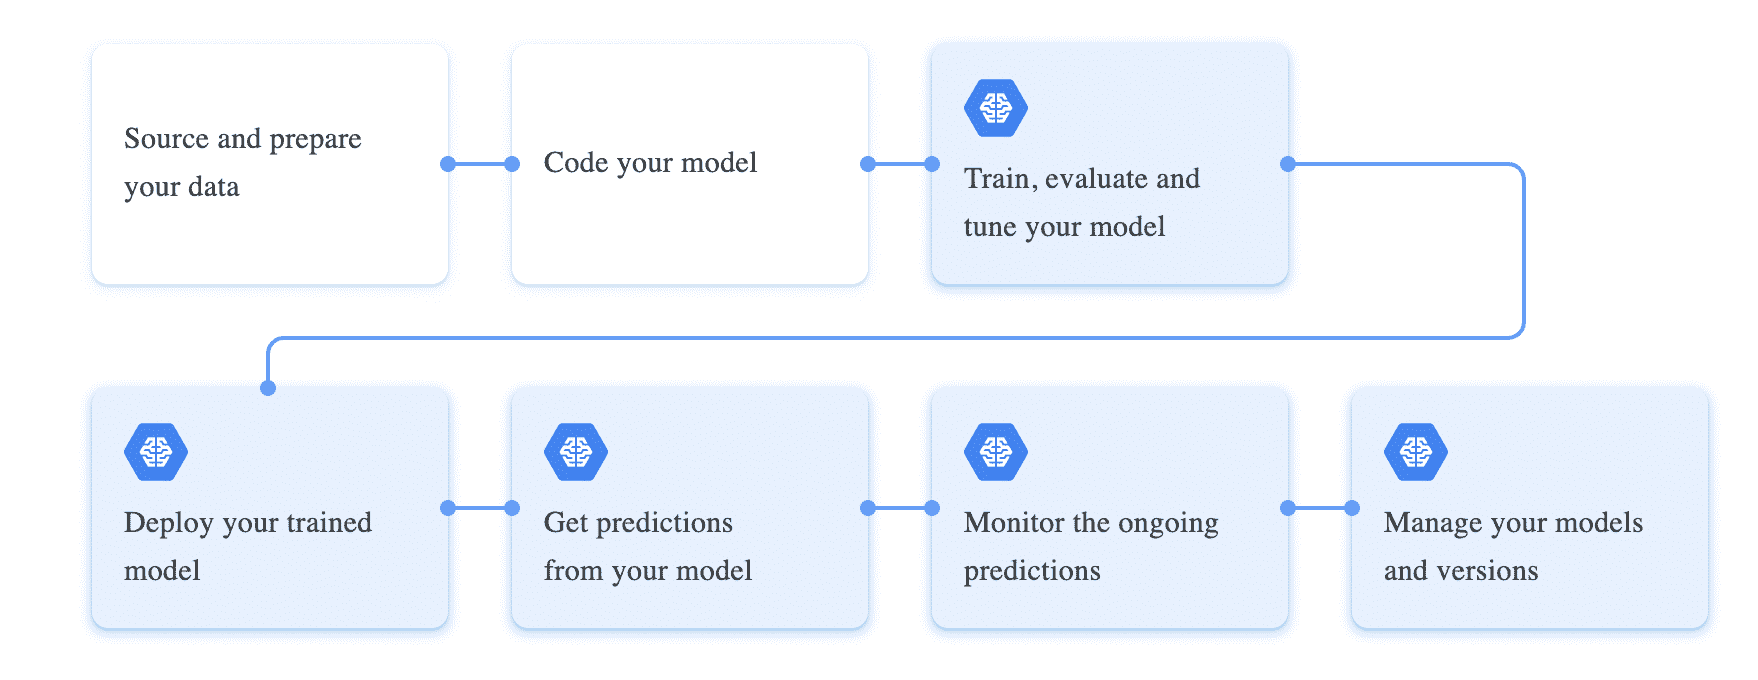 Source and prepare
your data
Code your model
Train, evaluate and
tune your model
Deploy your trained
model
Get predictions
from your model
Monitor the ongoing
predictions
Manage your models
and versions